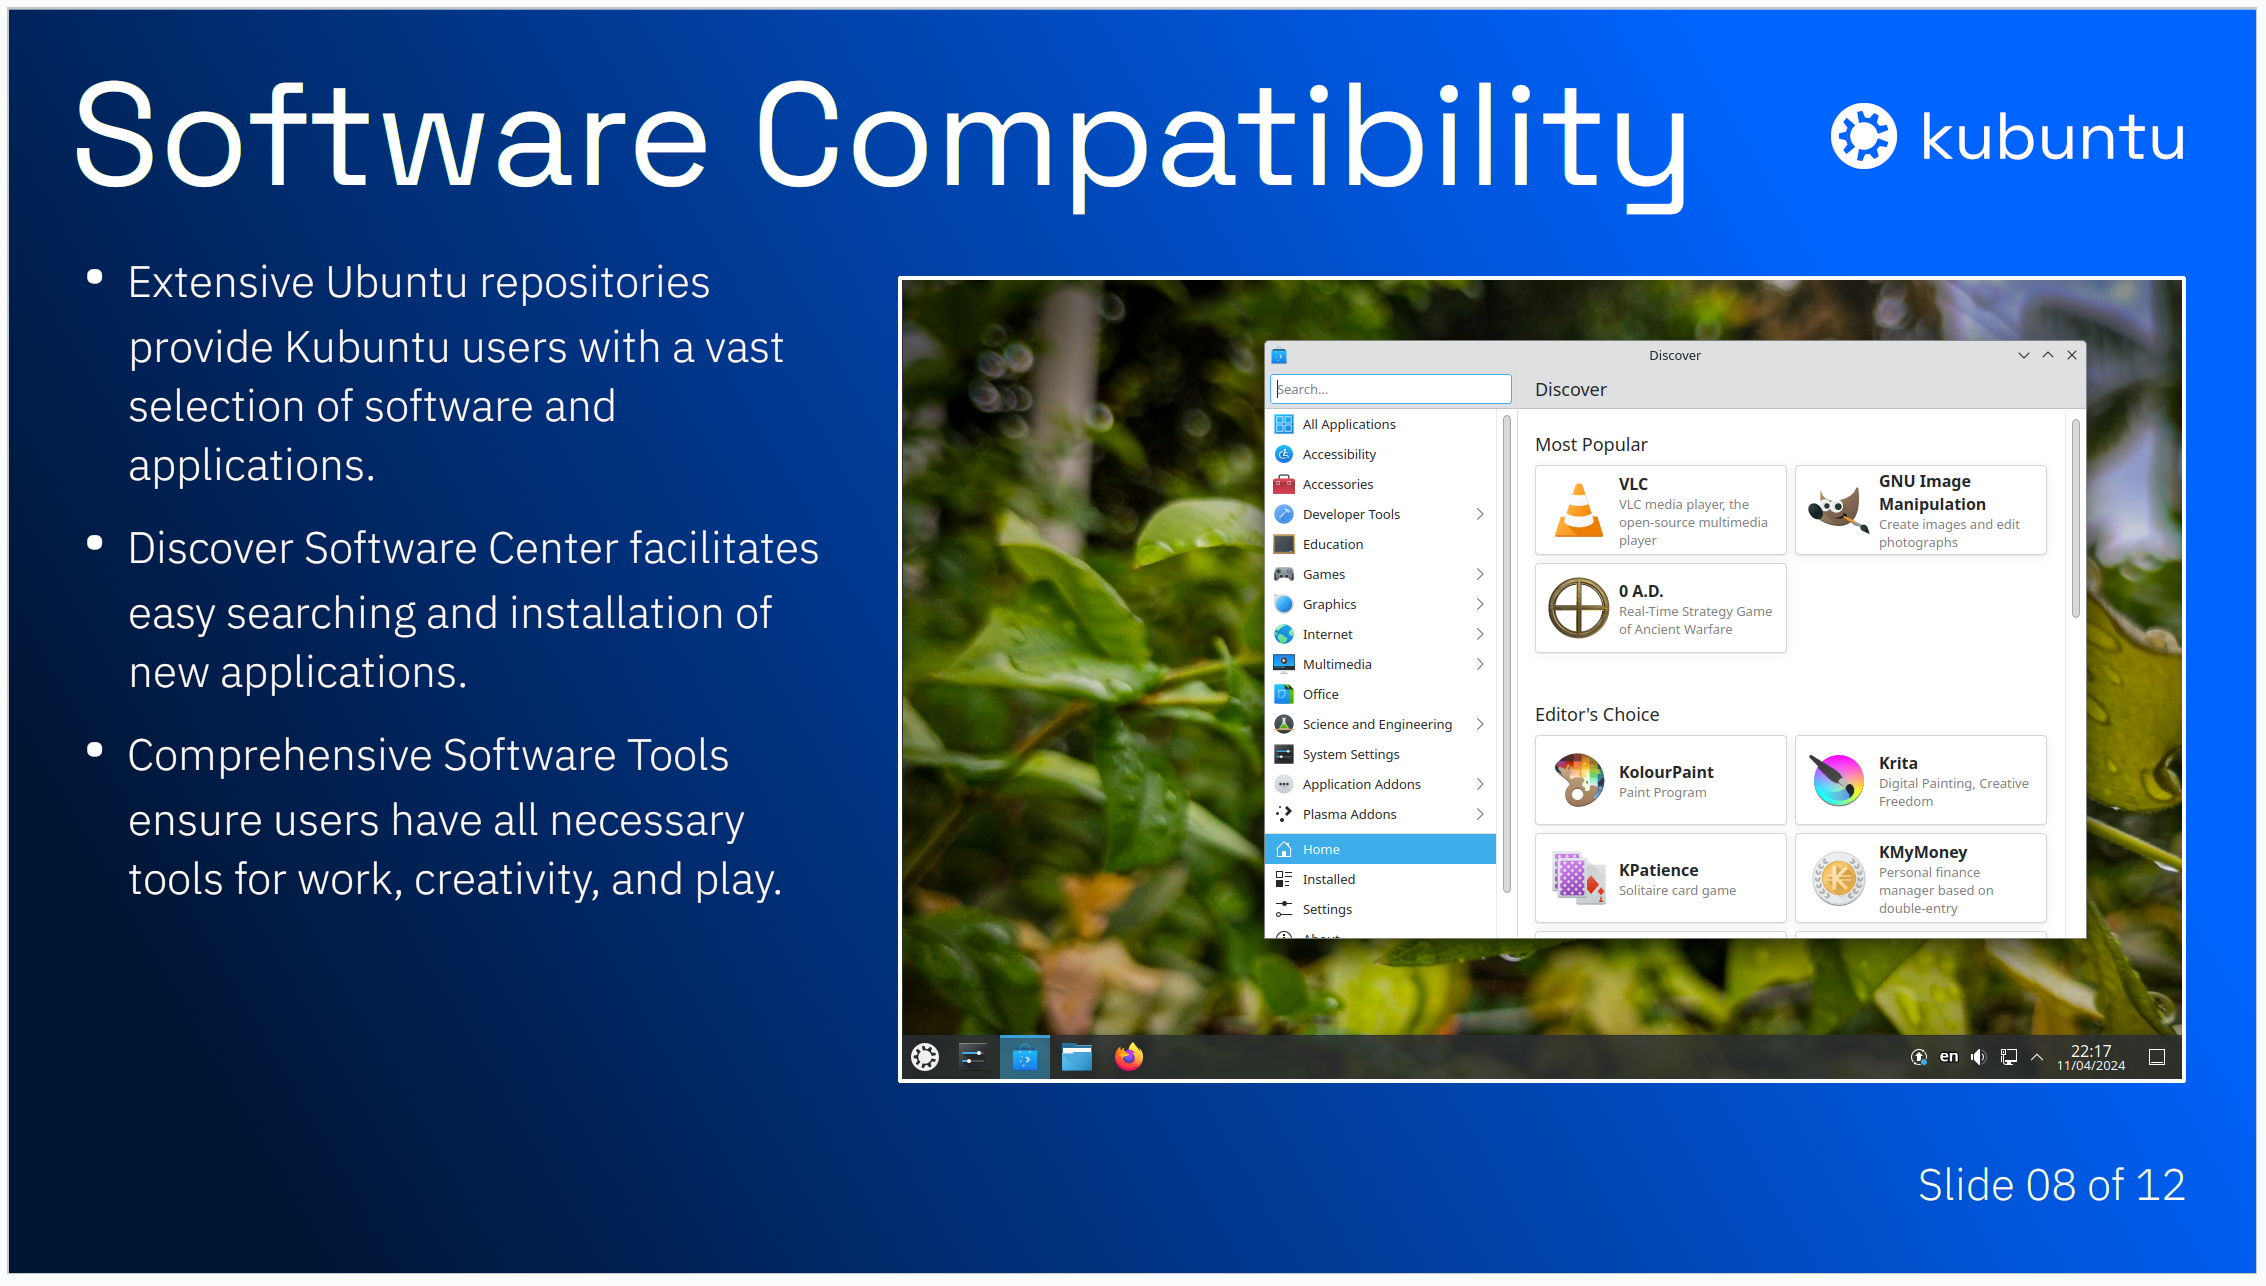 Software Compatibility
kubuntu
• Extensive Ubuntu repositories
provide Kubuntu users with a vast
selection of software and
applications.
• Discover Software Center facilitates
easy searching and installation of
new applications.
• Comprehensive Software Tools
ensure users have all necessary
tools for work, creativity, and play.
Discover
Search...
All Applications
Accessibility
Accessories
Developer Tools
Education
Games
Graphics
Internet
Multimedia
Office
Science and Engineering
System Settings
Application Addons
Plasma Addons
Home
Installed
Settings
About
Discover
Most Popular
VLC
VLC media player, the
open-source multimedia
player
GNU Image
Manipulation
Create images and edit
photographs
0 A.D.
Real-Time Strategy Game
of Ancient Warfare
Editor's Choice
KolourPaint
Paint Program
Krita
Digital Painting, Creative
Freedom
KPatience
Solitaire card game
KMyMoney
Personal finance
manager based on
double-entry
en
22:17
11/04/2024
Slide 08 of 12